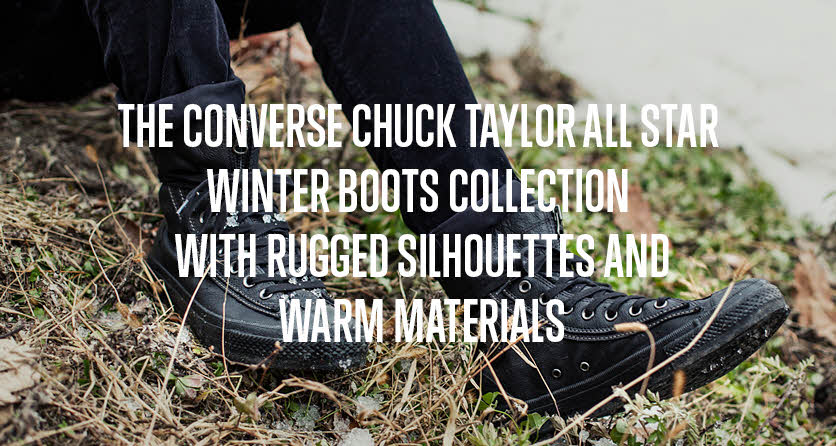 THE CONVERSE CHUCK TAYLOR ALL STAR
WINTER BOOTS COLLECTION
WITH RUGGED SILHOUETTES AND
WARM MATERIALS